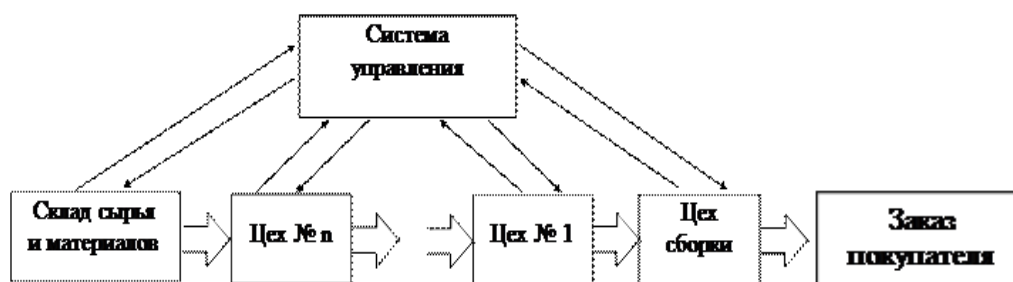 Система
управления
Склад сырья
и материалов
Цех № n
Цех № 1
Цех
сборки
Заказ
покупателя